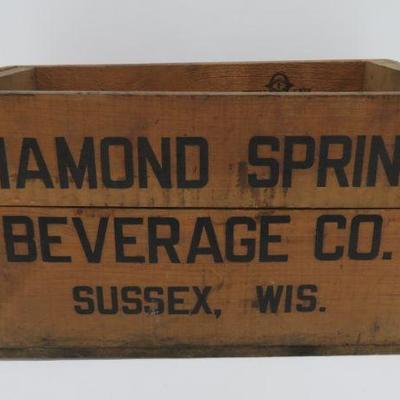 IAMOND SPRIN
BEVERAGE CO.
SUSSEX, WIS.